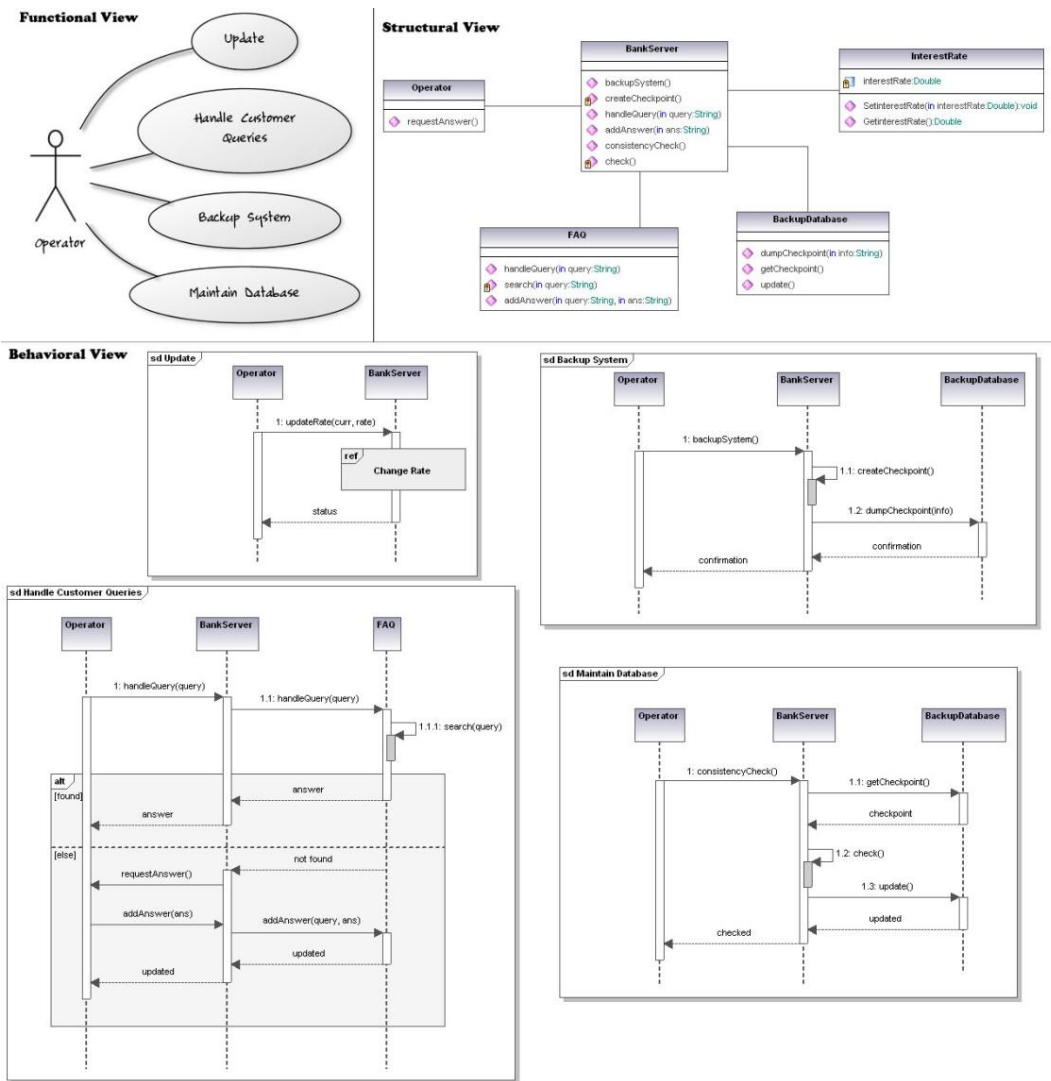 Functional View
Update
Handle Customer
Queries
Backup System
Maintain Database
Operator
Structural View
Operator
requestAnswer()
BankServer
backupSystem()
createCheckpoint()
handleQuery(in query:String)
addAnswer(in ans:String)
consistencyCheck()
check()
InterestRate
interestRate:Double
SetinterestRate(in interestRate:Double):void
GetinterestRate():Double
FAQ
handleQuery(in query:String)
search(in query:String)
addAnswer(in query:String, in ans:String)
BackupDatabase
dumpCheckpoint(in info:String)
getCheckpoint()
update()
Behavioral View
sd Update
Operator
BankServer
1: updateRate(curr, rate)
ref
Change Rate
status
sd Backup System
Operator
BankServer
BackupDatabase
1: backupSystem()
1.1: createCheckpoint()
1.2: dumpCheckpoint(info)
confirmation
confirmation
sd Handle Customer Queries
Operator
BankServer
FAQ
1: handleQuery(query)
1.1: handleQuery(query)
1.1.1: search(query)
alt
[found]
answer
answer
[else]
not found
requestAnswer()
addAnswer(ans)
addAnswer(query, ans)
updated
updated
sd Maintain Database
Operator
BankServer
BackupDatabase
1: consistencyCheck()
1.1: getCheckpoint()
checkpoint
1.2: check()
1.3: update()
updated
checked